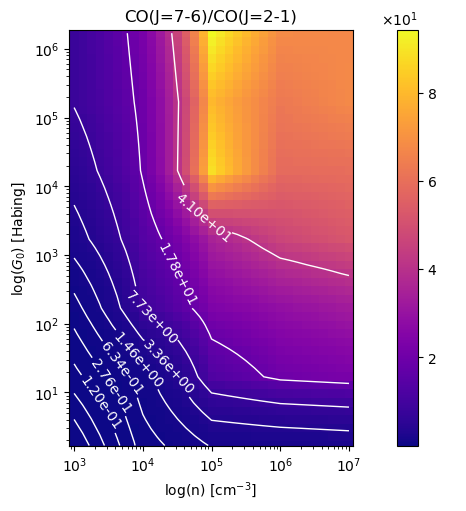 CO(J=7-6)/CO(J=2-1)
×10¹
10⁶
10⁵
10⁴
10³
10²
10¹
log(G₀) [Habing]
4.10e+01
1.78e+01
7.73e+00
3.36e+00
1.46e+00
6.34e-01
2.76e-01
1.20e-01
10³
10⁴
10⁵
10⁶
10⁷
log(n) [cm⁻³]
8
6
4
2